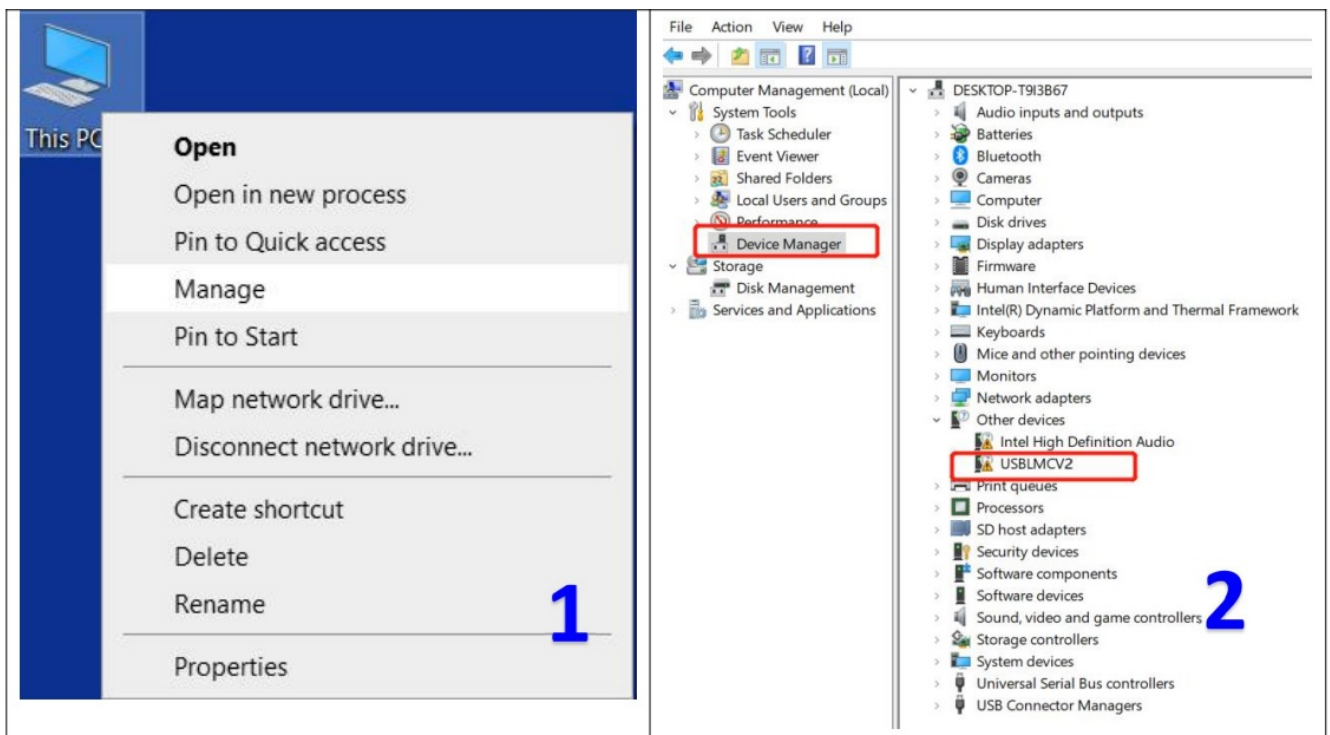 This PC
Open
Open in new process
Pin to Quick access
Manage
Pin to Start
Map network drive...
Disconnect network drive...
Create shortcut
Delete
Rename
Properties
1
File Action View Help
Computer Management (Local)
System Tools
Task Scheduler
Event Viewer
Shared Folders
Local Users and Groups
Performance
Device Manager
Storage
Disk Management
Services and Applications
DESKTOP-T9I3B67
Audio inputs and outputs
Batteries
Bluetooth
Cameras
Computer
Disk drives
Display adapters
Firmware
Human Interface Devices
Intel(R) Dynamic Platform and Thermal Framework
Keyboards
Mice and other pointing devices
Monitors
Network adapters
Other devices
Intel High Definition Audio
USBLMCV2
Print queues
Processors
SD host adapters
Security devices
Software components
Software devices
Sound, video and game controllers
Storage controllers
System devices
Universal Serial Bus controllers
USB Connector Managers
2